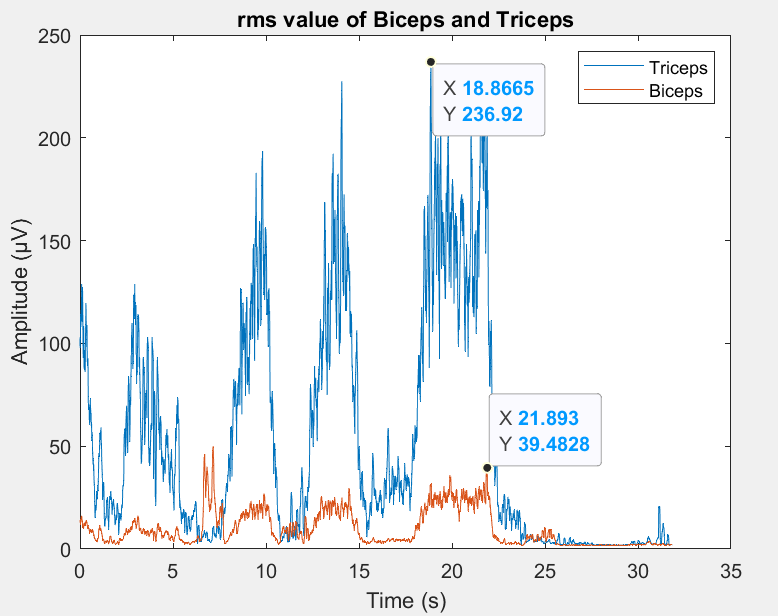 rms value of Biceps and Triceps
250
200
150
100
50
0
Amplitude (µV)
Triceps
Biceps
X 18.8665
Y 236.92
X 21.893
Y 39.4828
0 5 10 15 20 25 30 35
Time (s)